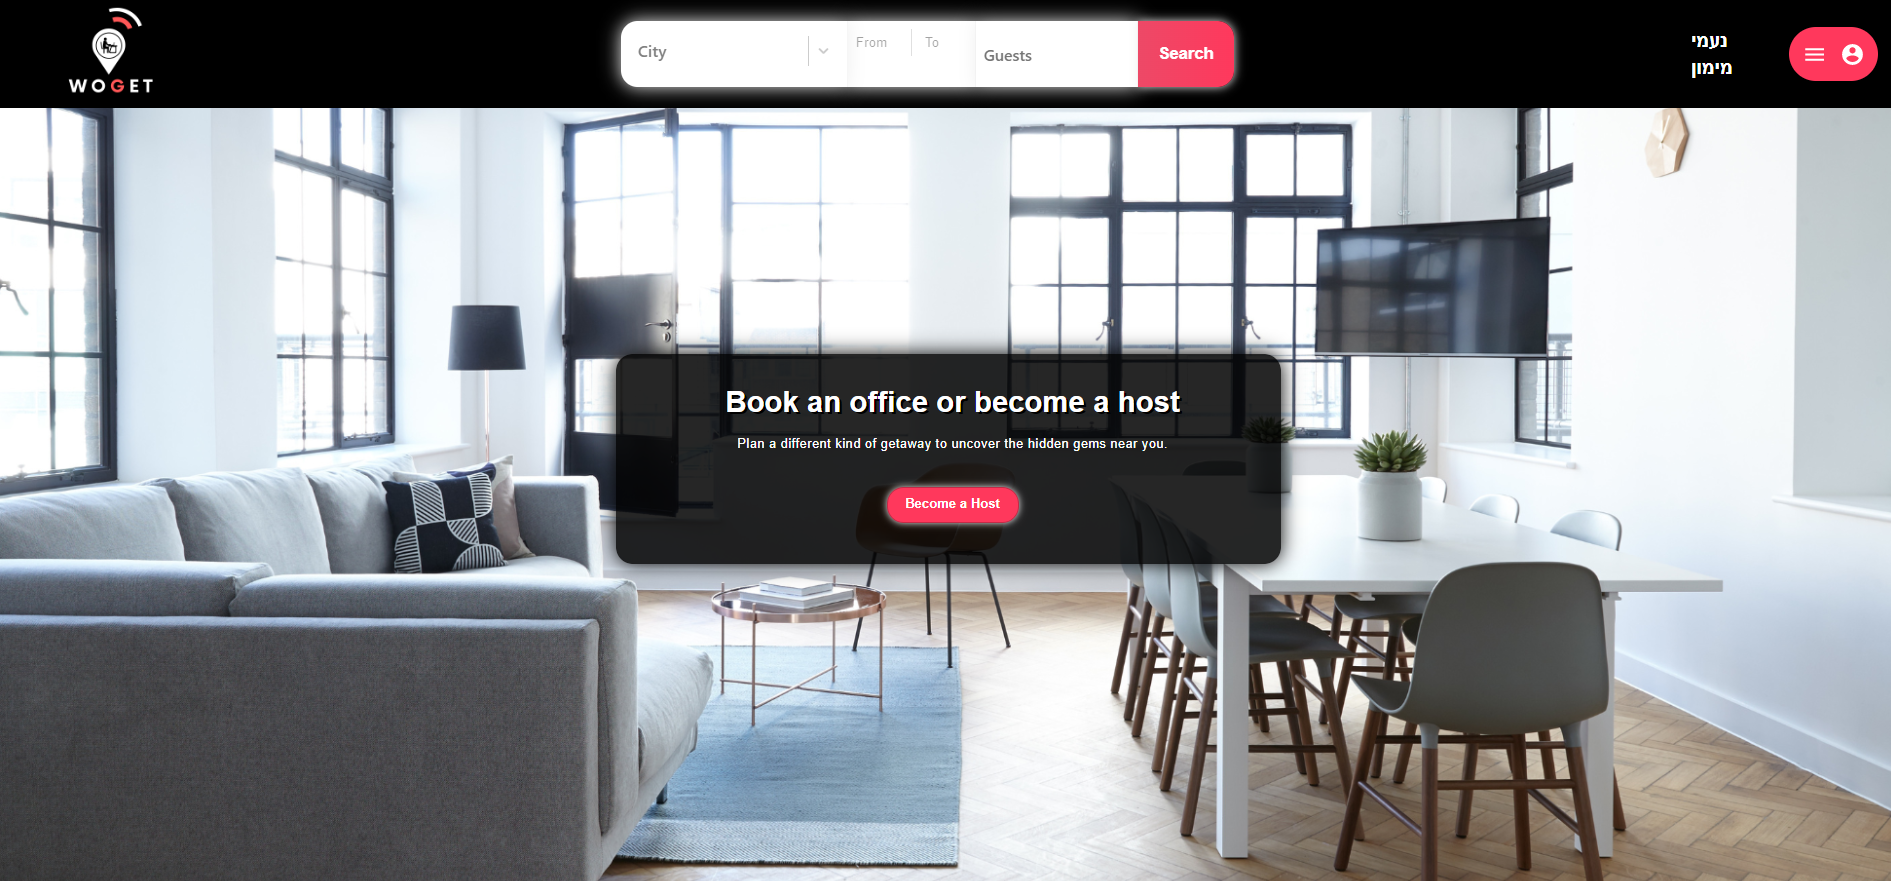 WOGET
City
From
To
Guests
Search
נעמי
מימון
Book an office or become a host
Plan a different kind of getaway to uncover the hidden gems near you.
Become a Host